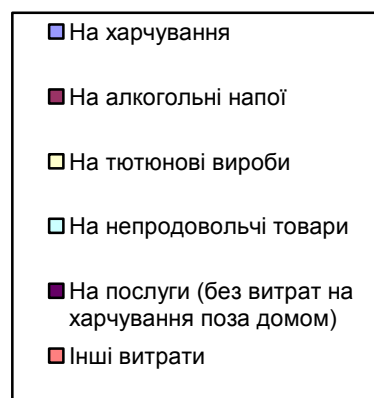 На харчування
На алкогольні напої
На тютюнові вироби
На непродовольчі товари
На послуги (без витрат на
харчування поза домом)
Інші витрати